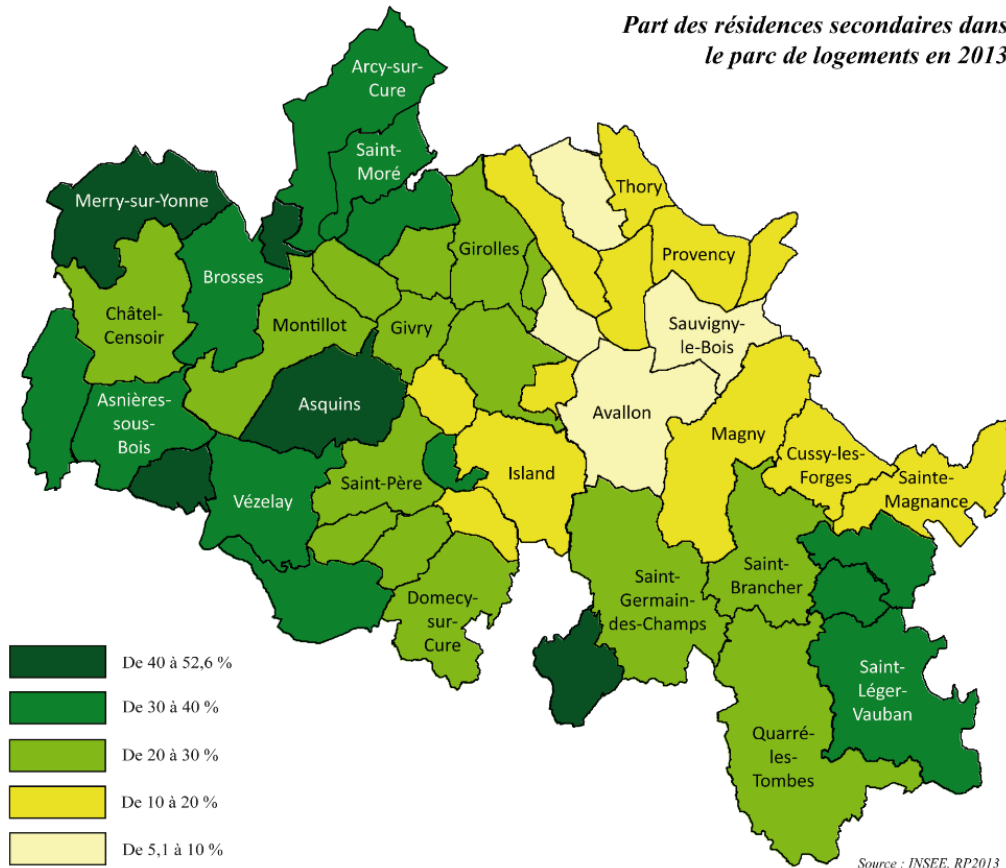 Part des résidences secondaires dans
le parc de logements en 2013
Arcy-sur-
Cure
Saint-
Moré
Thory
Merry-sur-Yonne
Girolles
Provency
Brosses
Châtel-
Censoir
Montillot
Givry
Sauvigny-
le-Bois
Asnières-
sous-
Bois
Asquins
Avallon
Magny
Cussy-les-
Forges
Sainte-
Magnance
Island
Saint-Père
Vézelay
Saint-
Brancher
Saint-
Germain-
des-Champs
Domecy-
sur-
Cure
Saint-
Léger-
Vauban
Quarré-
les-
Tombes
De 40 à 52,6 %
De 30 à 40 %
De 20 à 30 %
De 10 à 20 %
De 5,1 à 10 %
Source : INSEE, RP2013